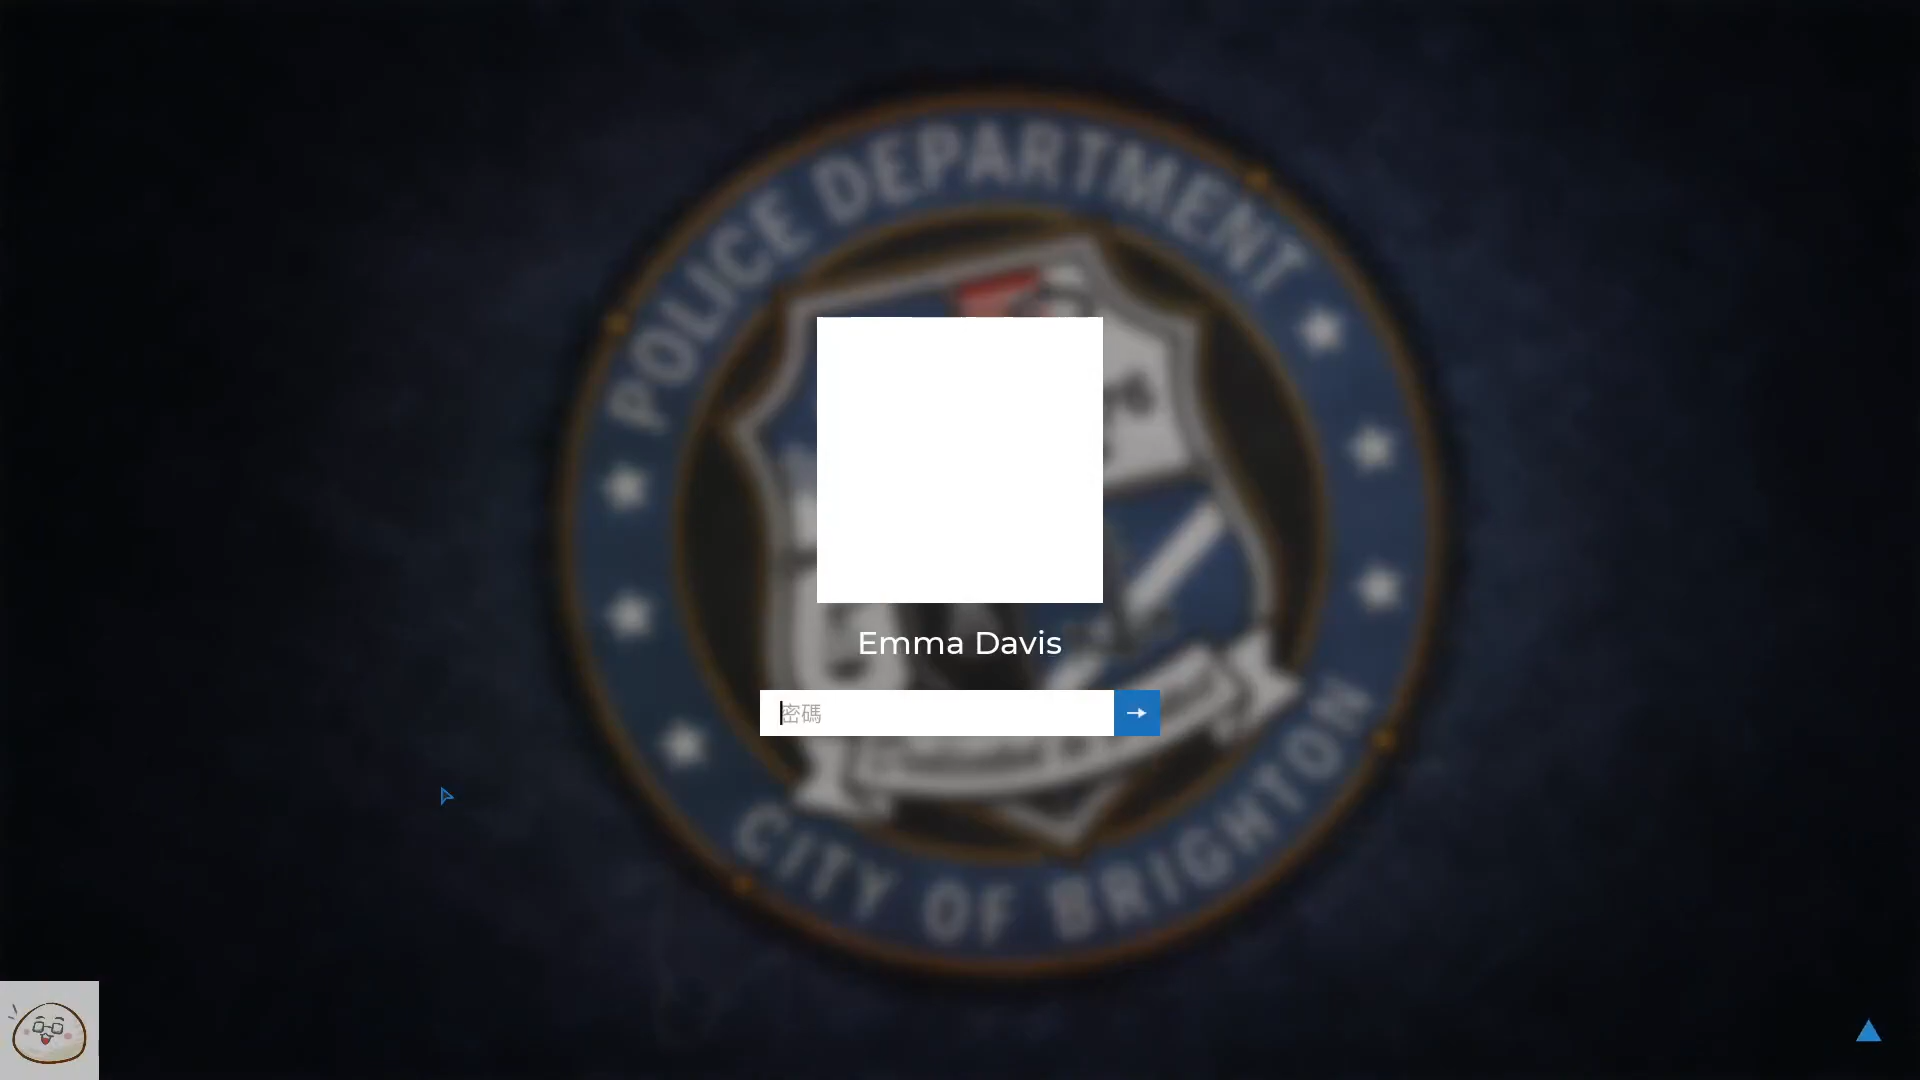 POLICE DEPARTMENT
Emma Davis
密碼
CITY OF BRIGHTON